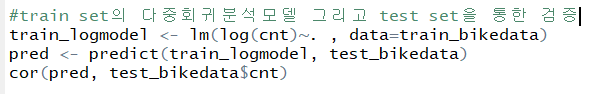 #train set의 다중회귀분석모델 그리고 test set을 통한 검증
train_logmodel <- lm(log(cnt)~. , data=train_bikedata)
pred <- predict(train_logmodel, test_bikedata)
cor(pred, test_bikedata$cnt)